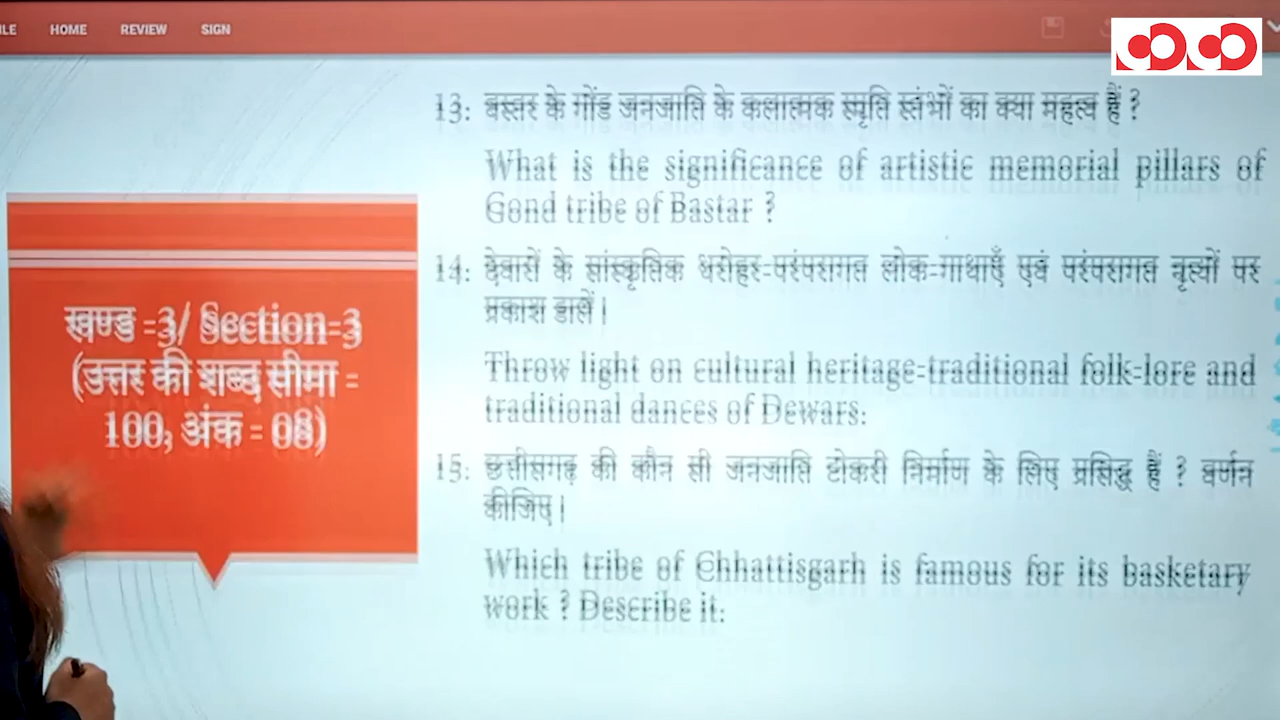 HOME REVIEW SIGN
खण्ड -3/ Section-3
(उत्तर की शब्द सीमा -
100, अंक - 08)
13. बस्तर के गोंड जनजाति के कलात्मक स्मृति स्तंभों का क्या महत्व हैं ?
What is the significance of artistic memorial pillars of
Gond tribe of Bastar ?
14. देवारों के सांस्कृतिक धरोहर-परंपरागत लोक-गाथाएँ एवं परंपरागत नृत्यों पर
प्रकाश डालें।
Throw light on cultural heritage-traditional folk-lore and
traditional dances of Dewars.
15. छत्तीसगढ़ की कौन सी जनजाति टोकरी निर्माण के लिए प्रसिद्ध हैं ? वर्णन
कीजिए।
Which tribe of Chhattisgarh is famous for its basketary
work ? Describe it.